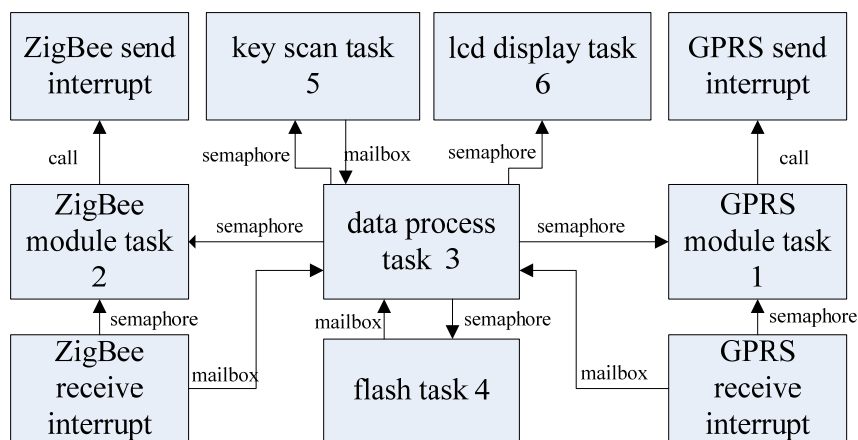 ZigBee send
interrupt
key scan task
5
lcd display task
6
GPRS send
interrupt
call
semaphore
mailbox
semaphore
call
ZigBee
module task
2
semaphore
data process
task 3
semaphore
GPRS
module task
1
semaphore
mailbox
semaphore
semaphore
ZigBee
receive
interrupt
mailbox
flash task 4
mailbox
GPRS
receive
interrupt